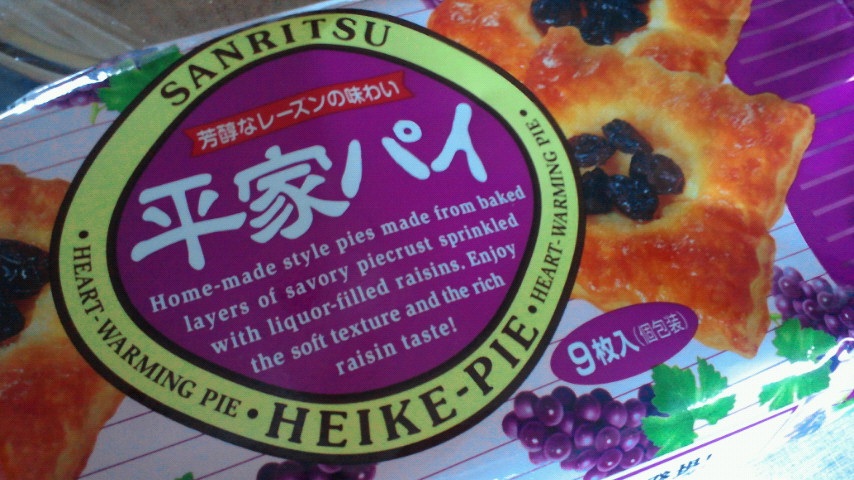 SANRITSU
芳醇なレーズンの味わい
平家パイ
Home-made style pies made from baked
layers of savory piecrust sprinkled
with liquor-filled raisins. Enjoy
the soft texture and the rich
raisin taste!
• HEART-WARMING PIE •
HEIKE-PIE
• HEART-WARMING PIE •
9枚入(個包装)